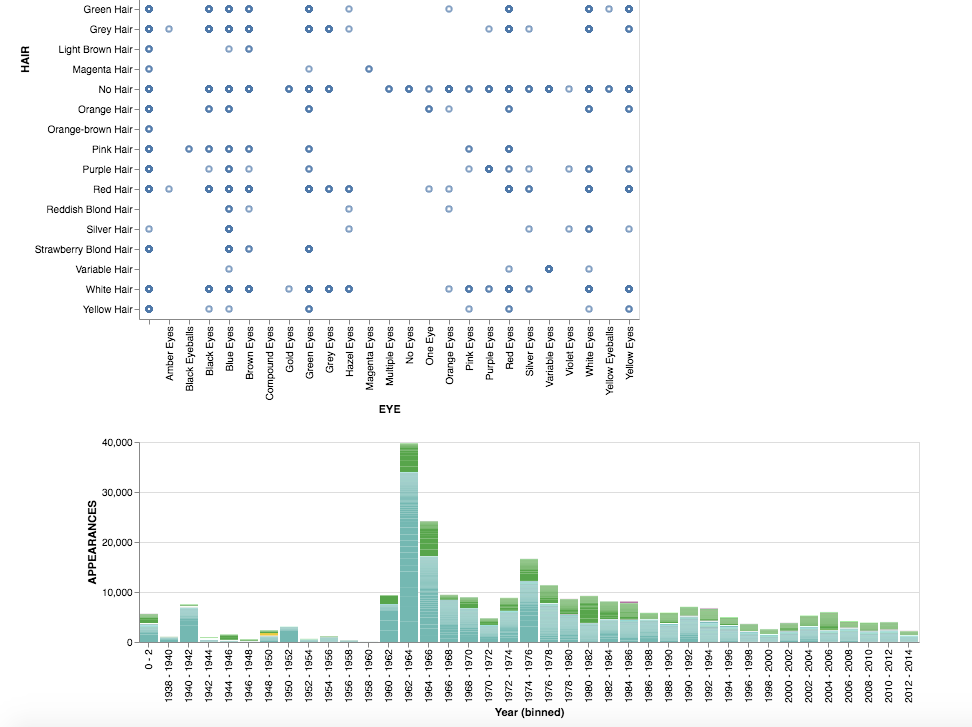 Green Hair
Grey Hair
Light Brown Hair
Magenta Hair
No Hair
Orange Hair
Orange-brown Hair
Pink Hair
Purple Hair
Red Hair
Reddish Blond Hair
Silver Hair
Strawberry Blond Hair
Variable Hair
White Hair
Yellow Hair
HAIR
Amber Eyes
Black Eyeballs
Black Eyes
Blue Eyes
Brown Eyes
Compound Eyes
Gold Eyes
Green Eyes
Grey Eyes
Hazel Eyes
Magenta Eyes
Multiple Eyes
No Eyes
One Eye
Orange Eyes
Pink Eyes
Purple Eyes
Red Eyes
Silver Eyes
Variable Eyes
Violet Eyes
White Eyes
Yellow Eyeballs
Yellow Eyes
EYE
40,000
30,000
20,000
10,000
0
APPEARANCES
0 - 2
1938 - 1940
1940 - 1942
1942 - 1944
1944 - 1946
1946 - 1948
1948 - 1950
1950 - 1952
1952 - 1954
1954 - 1956
1956 - 1958
1958 - 1960
1960 - 1962
1962 - 1964
1964 - 1966
1966 - 1968
1968 - 1970
1970 - 1972
1972 - 1974
1974 - 1976
1976 - 1978
1978 - 1980
1980 - 1982
1982 - 1984
1984 - 1986
1986 - 1988
1988 - 1990
1990 - 1992
1992 - 1994
1994 - 1996
1996 - 1998
1998 - 2000
2000 - 2002
2002 - 2004
2004 - 2006
2006 - 2008
2008 - 2010
2010 - 2012
2012 - 2014
Year (binned)